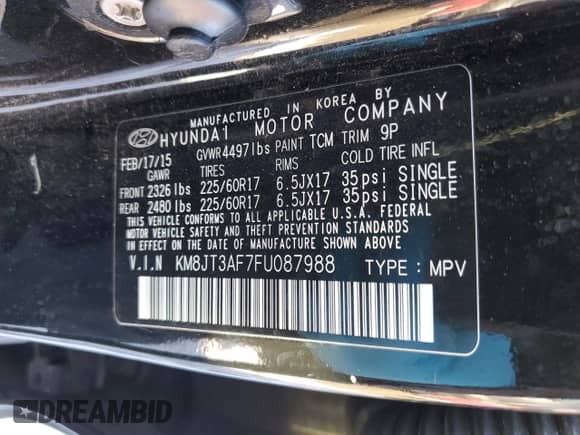 MANUFACTURED IN KOREA BY
HYUNDAI MOTOR COMPANY
FEB/17/15 GVWR 4497lbs PAINT TCM TRIM 9P
GAWR TIRES RIMS COLD TIRE INFL
FRONT 2326lbs 225/60R17 6.5JX17 35psi SINGLE
REAR 2480lbs 225/60R17 6.5JX17 35psi SINGLE
THIS VEHICLE CONFORMS TO ALL APPLICABLE U.S.A. FEDERAL
MOTOR VEHICLE SAFETY AND THEFT PREVENTION STANDARDS
IN EFFECT ON THE DATE OF MANUFACTURE SHOWN ABOVE.
V.I.N KM8JT3AF7FU087988 TYPE : MPV
DREAMBID